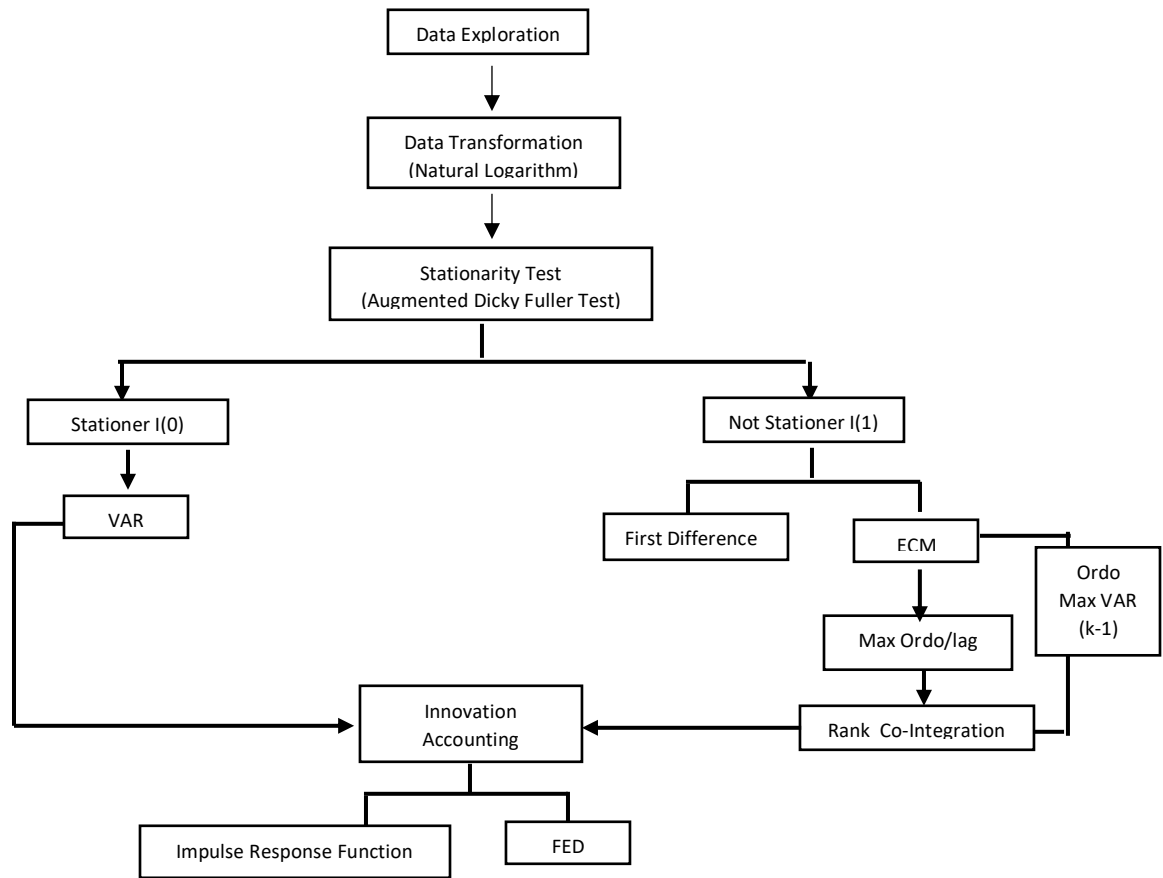 Data Exploration
Data Transformation
(Natural Logarithm)
Stationarity Test
(Augmented Dicky Fuller Test)
Stationer I(0)
Not Stationer I(1)
VAR
First Difference
ECM
Ordo
Max VAR
(k-1)
Max Ordo/lag
Innovation
Accounting
Rank Co-Integration
Impulse Response Function
FED